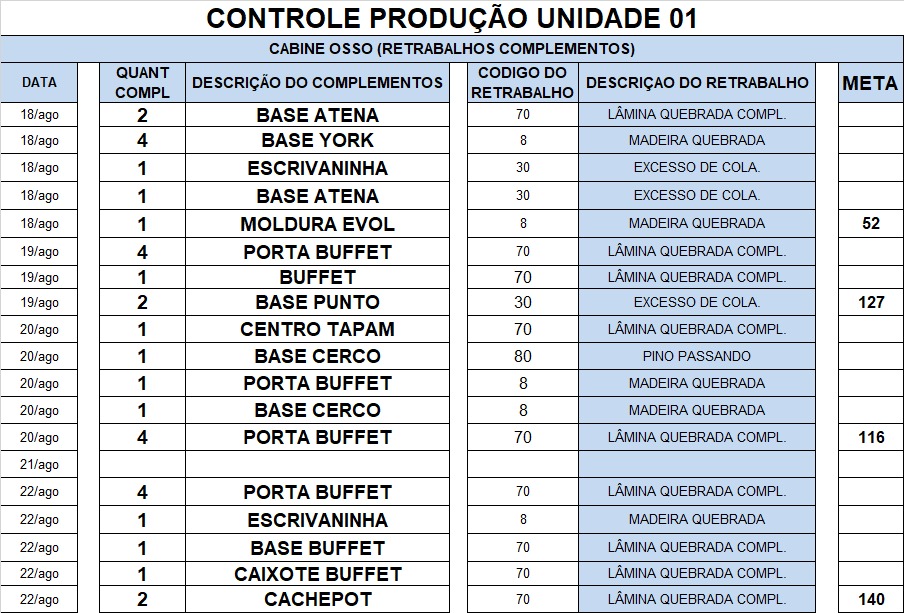 CONTROLE PRODUÇÃO UNIDADE 01
CABINE OSSO (RETRABALHOS COMPLEMENTOS)
DATA QUANT COMPL DESCRIÇÃO DO COMPLEMENTOS CODIGO DO RETRABALHO DESCRIÇAO DO RETRABALHO META
18/ago 2 BASE ATENA 70 LÂMINA QUEBRADA COMPL.
18/ago 4 BASE YORK 8 MADEIRA QUEBRADA
18/ago 1 ESCRIVANINHA 30 EXCESSO DE COLA.
18/ago 1 BASE ATENA 30 EXCESSO DE COLA.
18/ago 1 MOLDURA EVOL 8 MADEIRA QUEBRADA 52
19/ago 4 PORTA BUFFET 70 LÂMINA QUEBRADA COMPL.
19/ago 1 BUFFET 70 LÂMINA QUEBRADA COMPL.
19/ago 2 BASE PUNTO 30 EXCESSO DE COLA. 127
20/ago 1 CENTRO TAPAM 70 LÂMINA QUEBRADA COMPL.
20/ago 1 BASE CERCO 80 PINO PASSANDO
20/ago 1 PORTA BUFFET 8 MADEIRA QUEBRADA
20/ago 1 BASE CERCO 8 MADEIRA QUEBRADA
20/ago 4 PORTA BUFFET 70 LÂMINA QUEBRADA COMPL. 116
21/ago
22/ago 4 PORTA BUFFET 70 LÂMINA QUEBRADA COMPL.
22/ago 1 ESCRIVANINHA 8 MADEIRA QUEBRADA
22/ago 1 BASE BUFFET 70 LÂMINA QUEBRADA COMPL.
22/ago 1 CAIXOTE BUFFET 70 LÂMINA QUEBRADA COMPL.
22/ago 2 CACHEPOT 70 LÂMINA QUEBRADA COMPL. 140